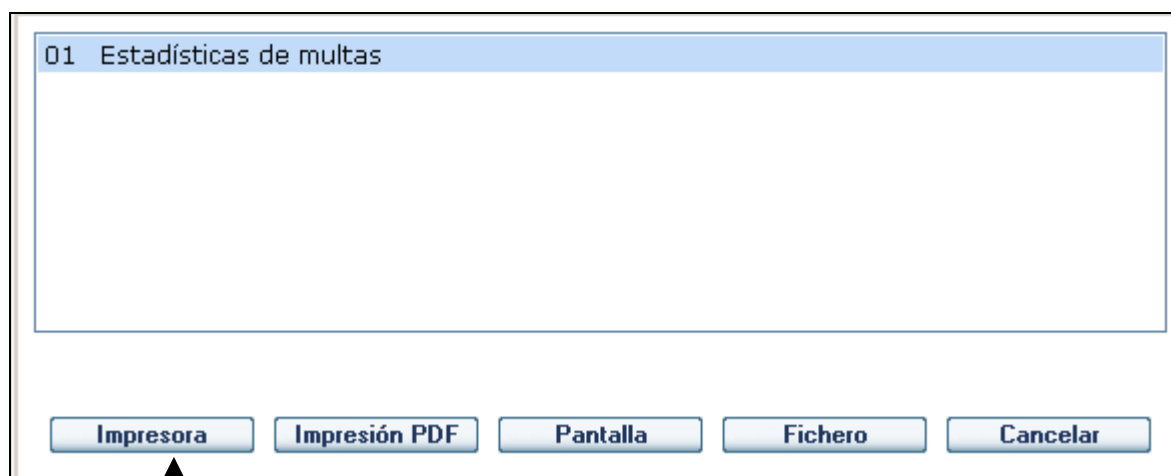 01 Estadísticas de multas
Impresora Impresión PDF Pantalla Fichero Cancelar